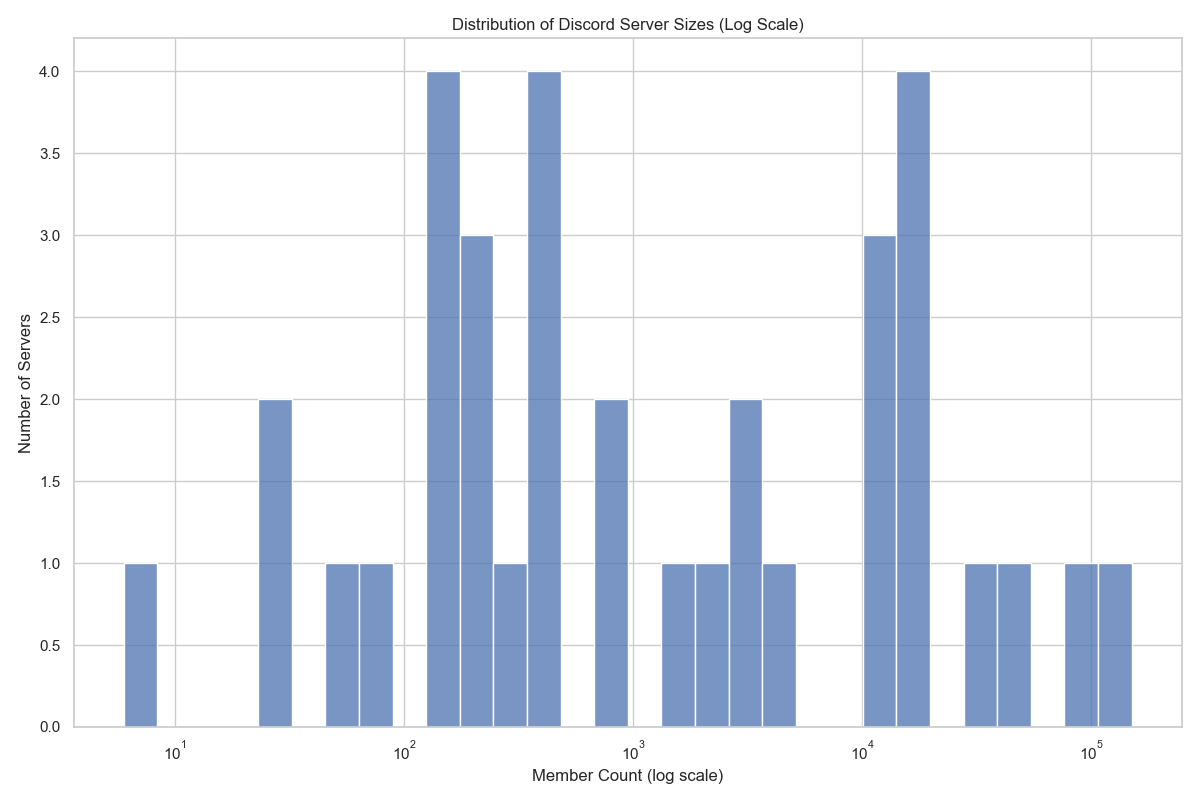 Distribution of Discord Server Sizes (Log Scale)
4.0
3.5
3.0
2.5
2.0
1.5
1.0
0.5
0.0
Number of Servers
10¹ 10² 10³ 10⁴ 10⁵
Member Count (log scale)